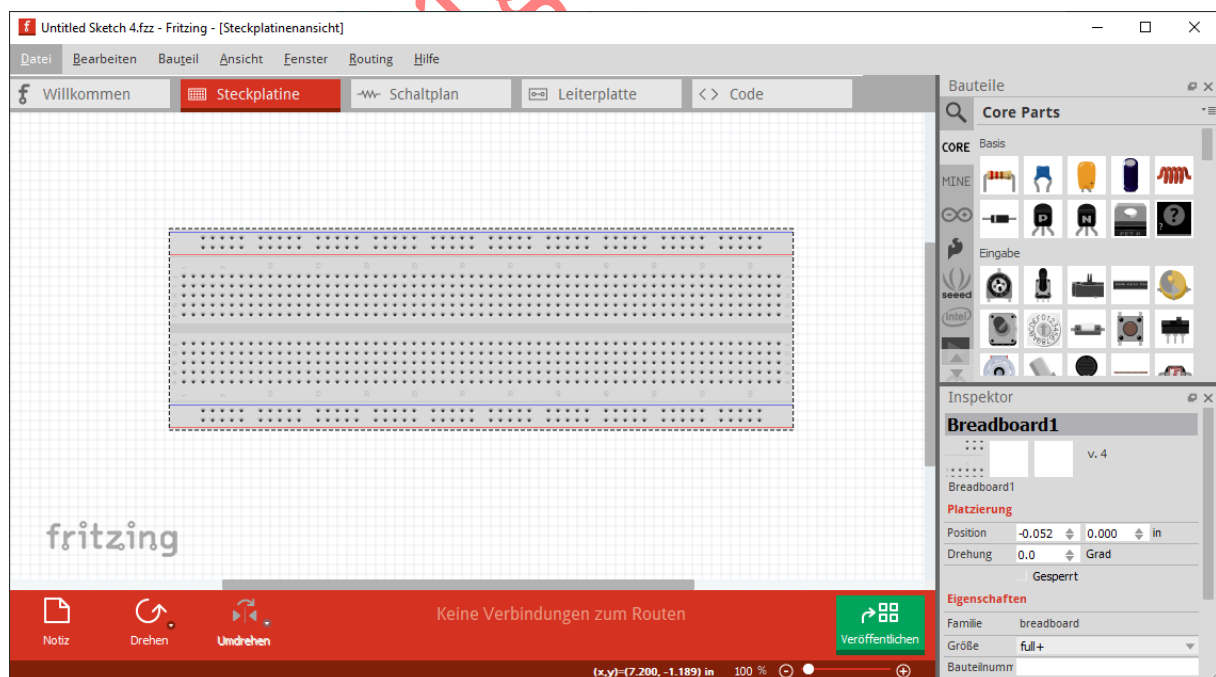 Untitled Sketch 4.fzz - Fritzing - [Steckplatinenansicht]
Datei Bearbeiten Bauteil Ansicht Fenster Routing Hilfe
Willkommen Steckplatine Schaltplan Leiterplatte <> Code
Bauteile
Core Parts
CORE Basis
MINE
P N ?
Eingabe
seeed
intel
Inspektor
Breadboard1
v. 4
Breadboard1
Platzierung
Position -0.052 0.000 in
Drehung 0.0 Grad
Gesperrt
Eigenschaften
Familie breadboard
Größe full+
Bauteilnumm
fritzing
Keine Verbindungen zum Routen
Notiz Drehen Umdrehen Veröffentlichen
(x,y)=(7.200, -1.189) in 100 %